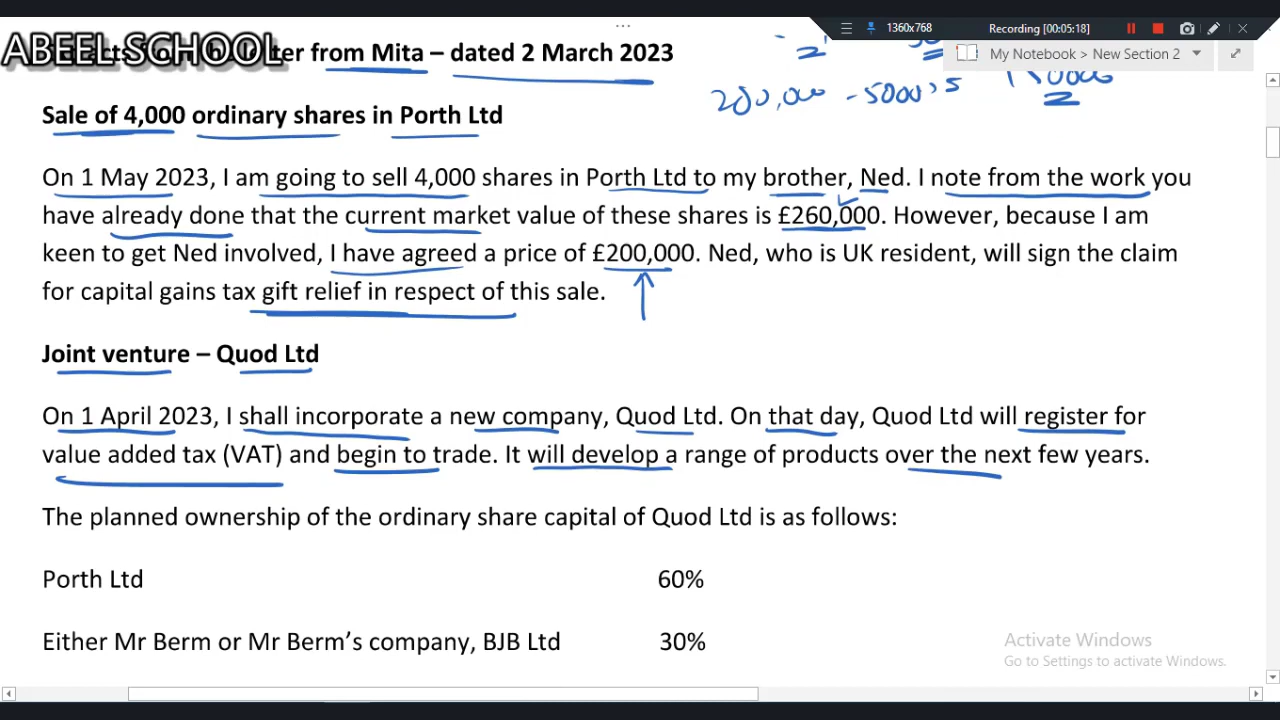 1360x768
Recording [00:05:18]
ABEEL SCHOOL
from Mita – dated 2 March 2023
My Notebook > New Section 2
200,000 - 5000
Sale of 4,000 ordinary shares in Porth Ltd
On 1 May 2023, I am going to sell 4,000 shares in Porth Ltd to my brother, Ned. I note from the work you
have already done that the current market value of these shares is £260,000. However, because I am
keen to get Ned involved, I have agreed a price of £200,000. Ned, who is UK resident, will sign the claim
for capital gains tax gift relief in respect of this sale.
Joint venture – Quod Ltd
On 1 April 2023, I shall incorporate a new company, Quod Ltd. On that day, Quod Ltd will register for
value added tax (VAT) and begin to trade. It will develop a range of products over the next few years.
The planned ownership of the ordinary share capital of Quod Ltd is as follows:
Porth Ltd 60%
Either Mr Berm or Mr Berm’s company, BJB Ltd 30%
Activate Windows
Go to Settings to activate Windows.